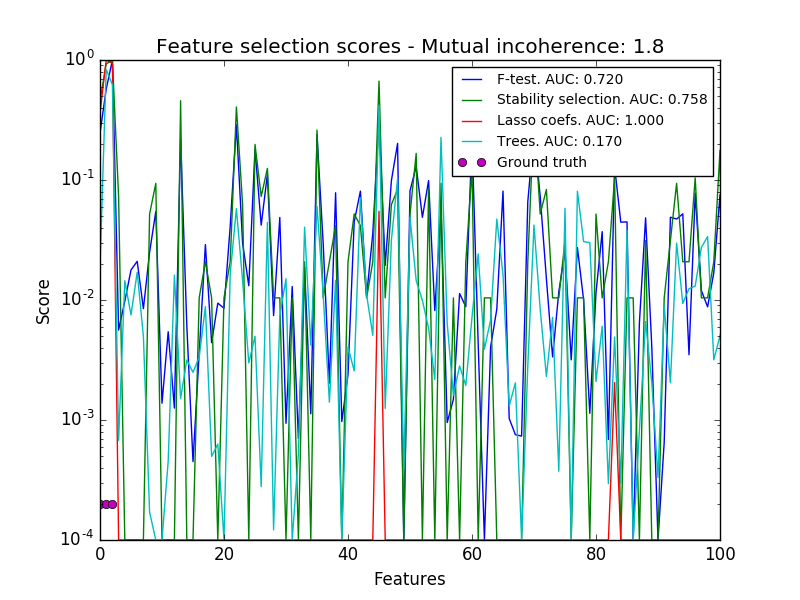 Feature selection scores - Mutual incoherence: 1.8
F-test. AUC: 0.720
Stability selection. AUC: 0.758
Lasso coefs. AUC: 1.000
Trees. AUC: 0.170
Ground truth
10^0
10^-1
10^-2
10^-3
10^-4
Score
0 20 40 60 80 100
Features